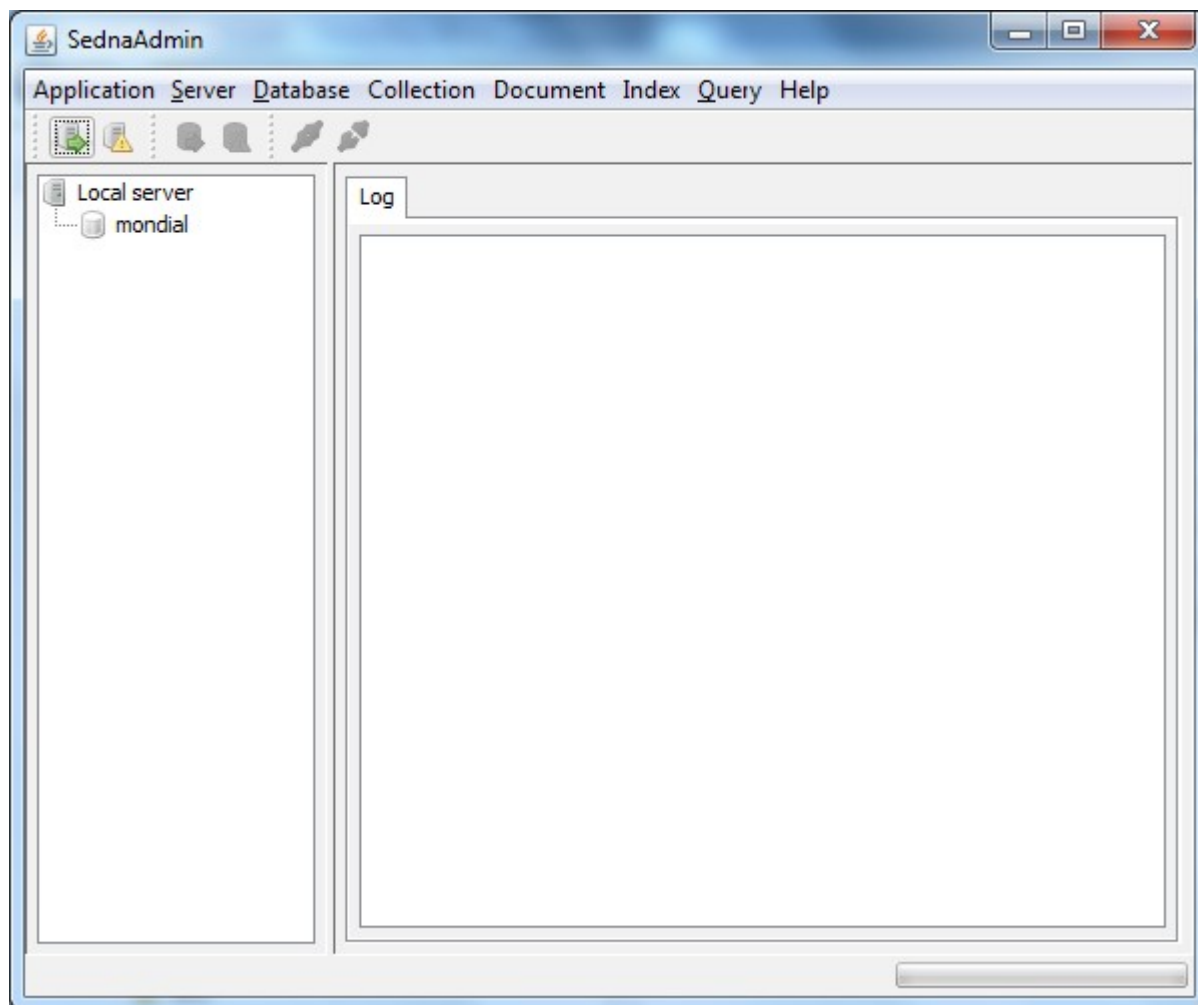 SednaAdmin
Application Server Database Collection Document Index Query Help
Local server
mondial
Log